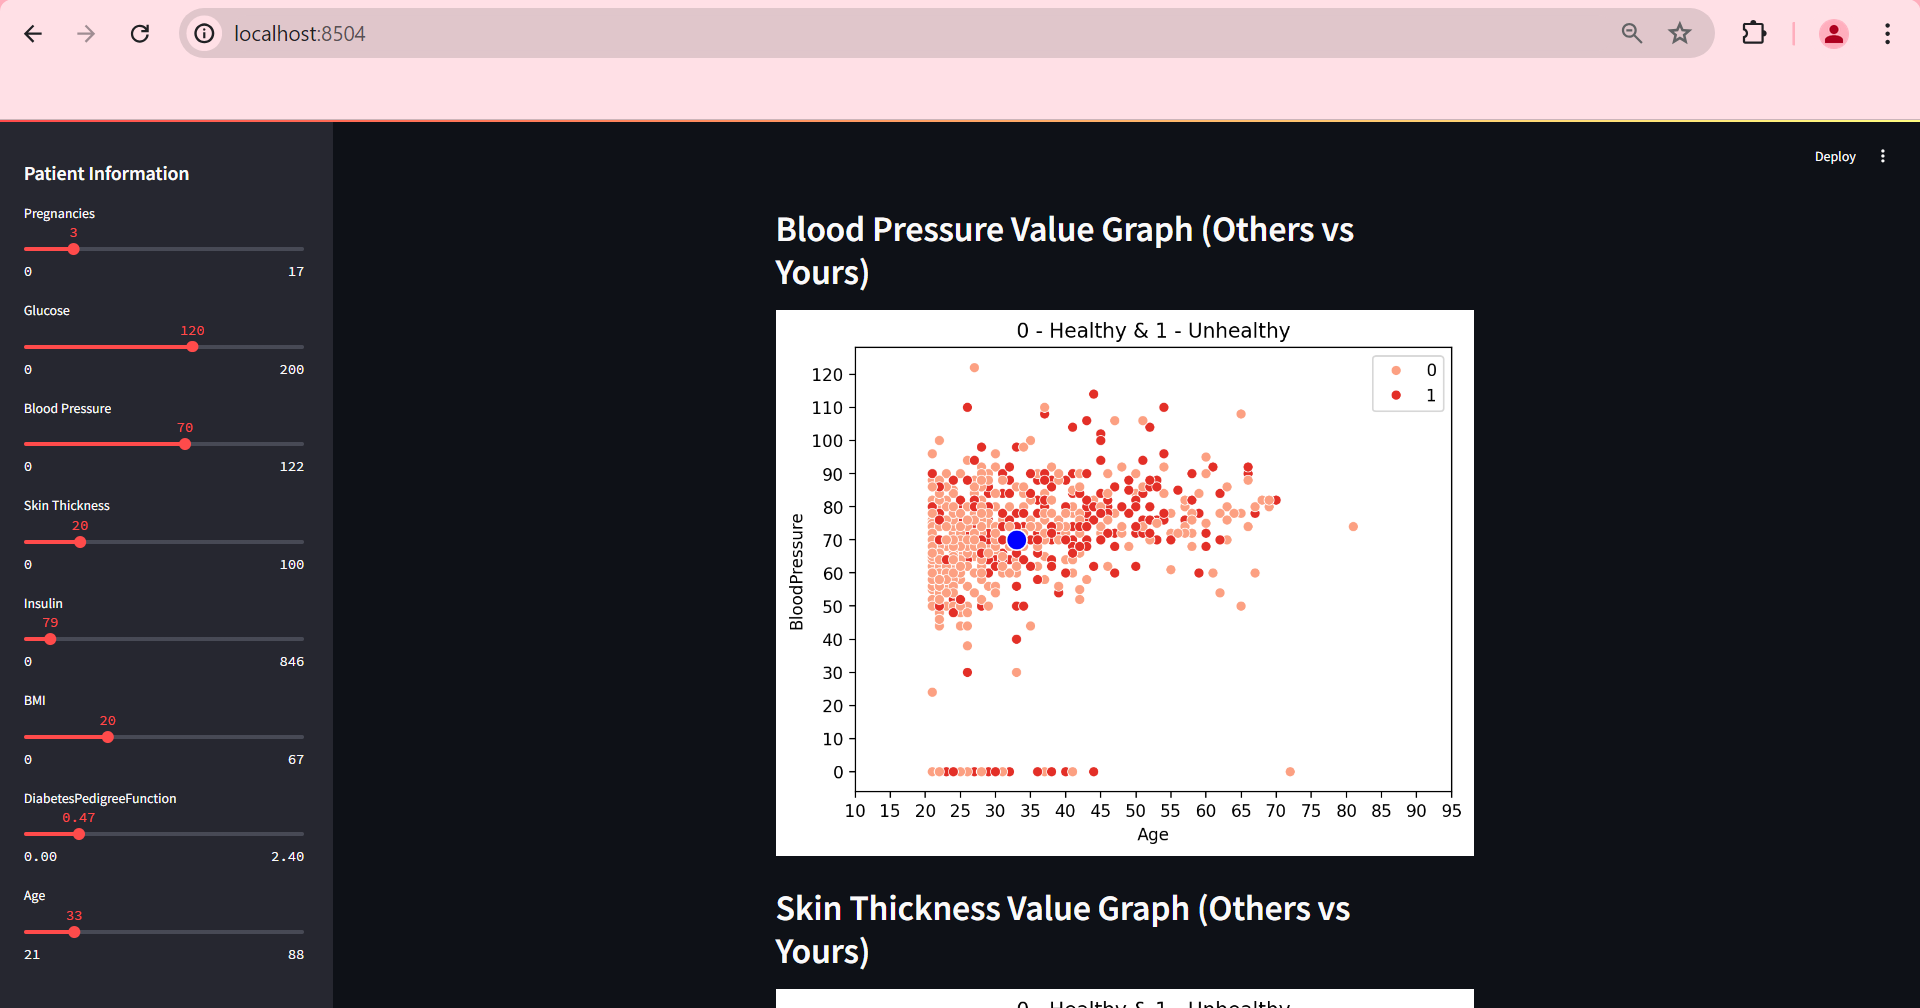 localhost:8504
Deploy
Patient Information
Pregnancies
3
0 17
Glucose
120
0 200
Blood Pressure
70
0 122
Skin Thickness
20
0 100
Insulin
79
0 846
BMI
20
0 67
DiabetesPedigreeFunction
0.47
0.00 2.40
Age
33
21 88
Blood Pressure Value Graph (Others vs
Yours)
0 - Healthy & 1 - Unhealthy
0
1
120
110
100
90
80
70
60
50
40
30
20
10
0
BloodPressure
10 15 20 25 30 35 40 45 50 55 60 65 70 75 80 85 90 95
Age
Skin Thickness Value Graph (Others vs
Yours)
0 - Healthy & 1 - Unhealthy